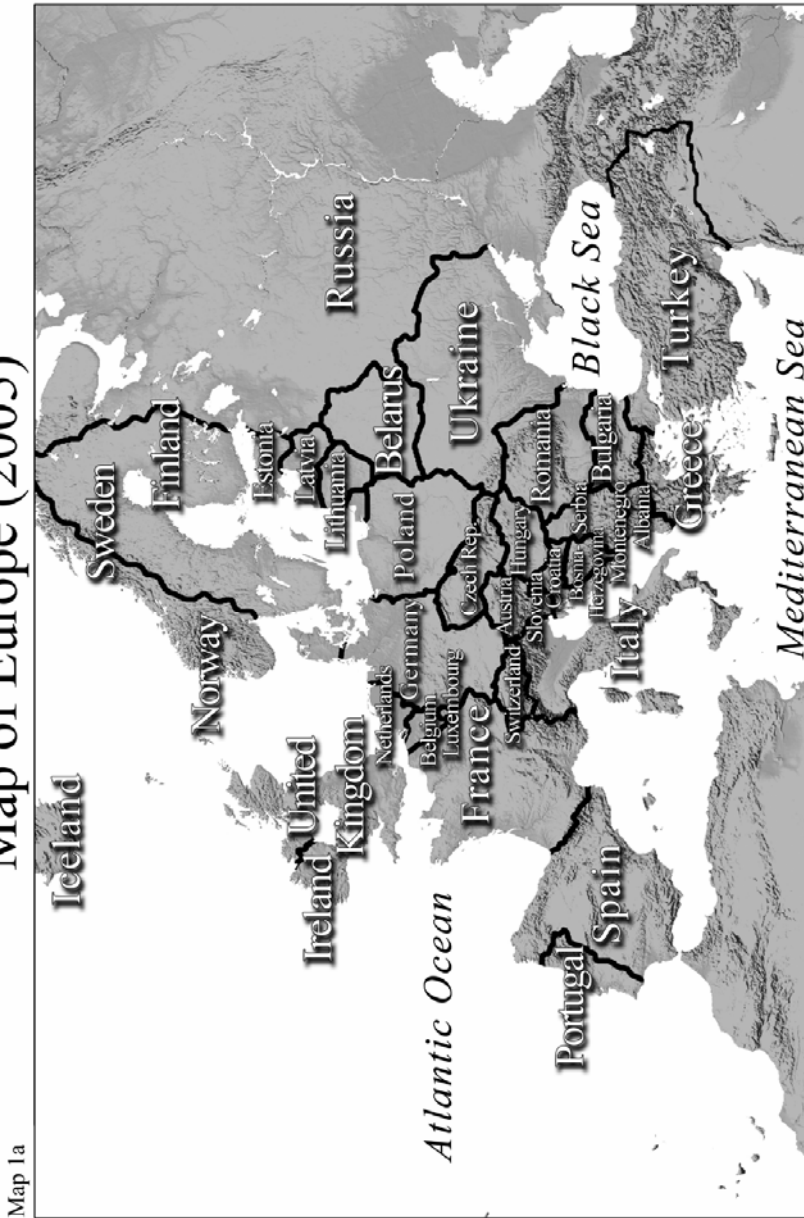 Map 1a
Map of Europe (2005)
Iceland
Sweden
Finland
Norway
Estonia
Latvia
Lithuania
United
Kingdom
Ireland
Russia
Belarus
Netherlands
Germany
Poland
Belgium
Luxembourg
Atlantic Ocean
France
Czech Rep.
Ukraine
Switzerland
Austria
Hungary
Slovenia
Croatia
Romania
Bosnia-
Herzegovina
Serbia
Montenegro
Bulgaria
Black Sea
Portugal
Spain
Italy
Albania
Greece
Turkey
Mediterranean Sea